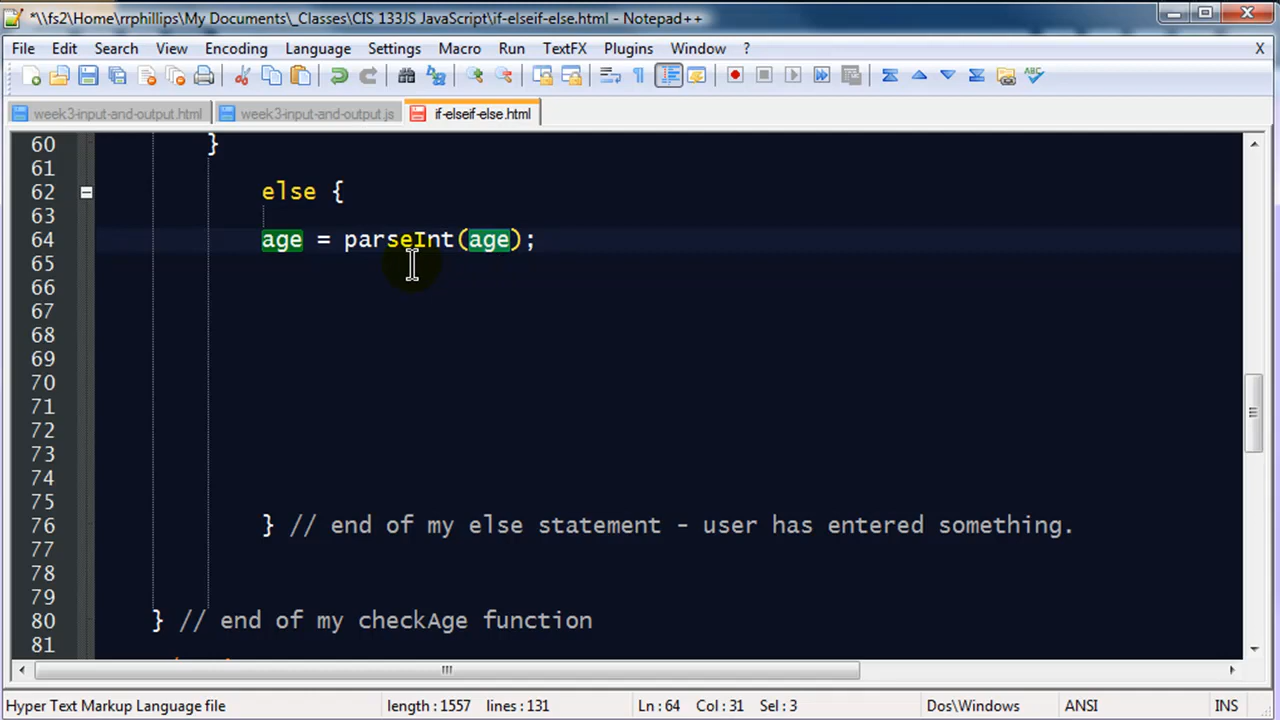 *\\fs2\Home\rrphillips\My Documents\_Classes\CIS 133JS JavaScript\if-elseif-else.html - Notepad++
File Edit Search View Encoding Language Settings Macro Run TextFX Plugins Window ? X
week3-input-and-output.html week3-input-and-output.js if-elseif-else.html
60 }
61
62 else {
63
64 age = parseInt(age);
65
66
67
68
69
70
71
72
73
74
75
76 } // end of my else statement - user has entered something.
77
78
79
80 } // end of my checkAge function
81
Hyper Text Markup Language file length : 1557 lines : 131 Ln : 64 Col : 31 Sel : 3 Dos\Windows ANSI INS